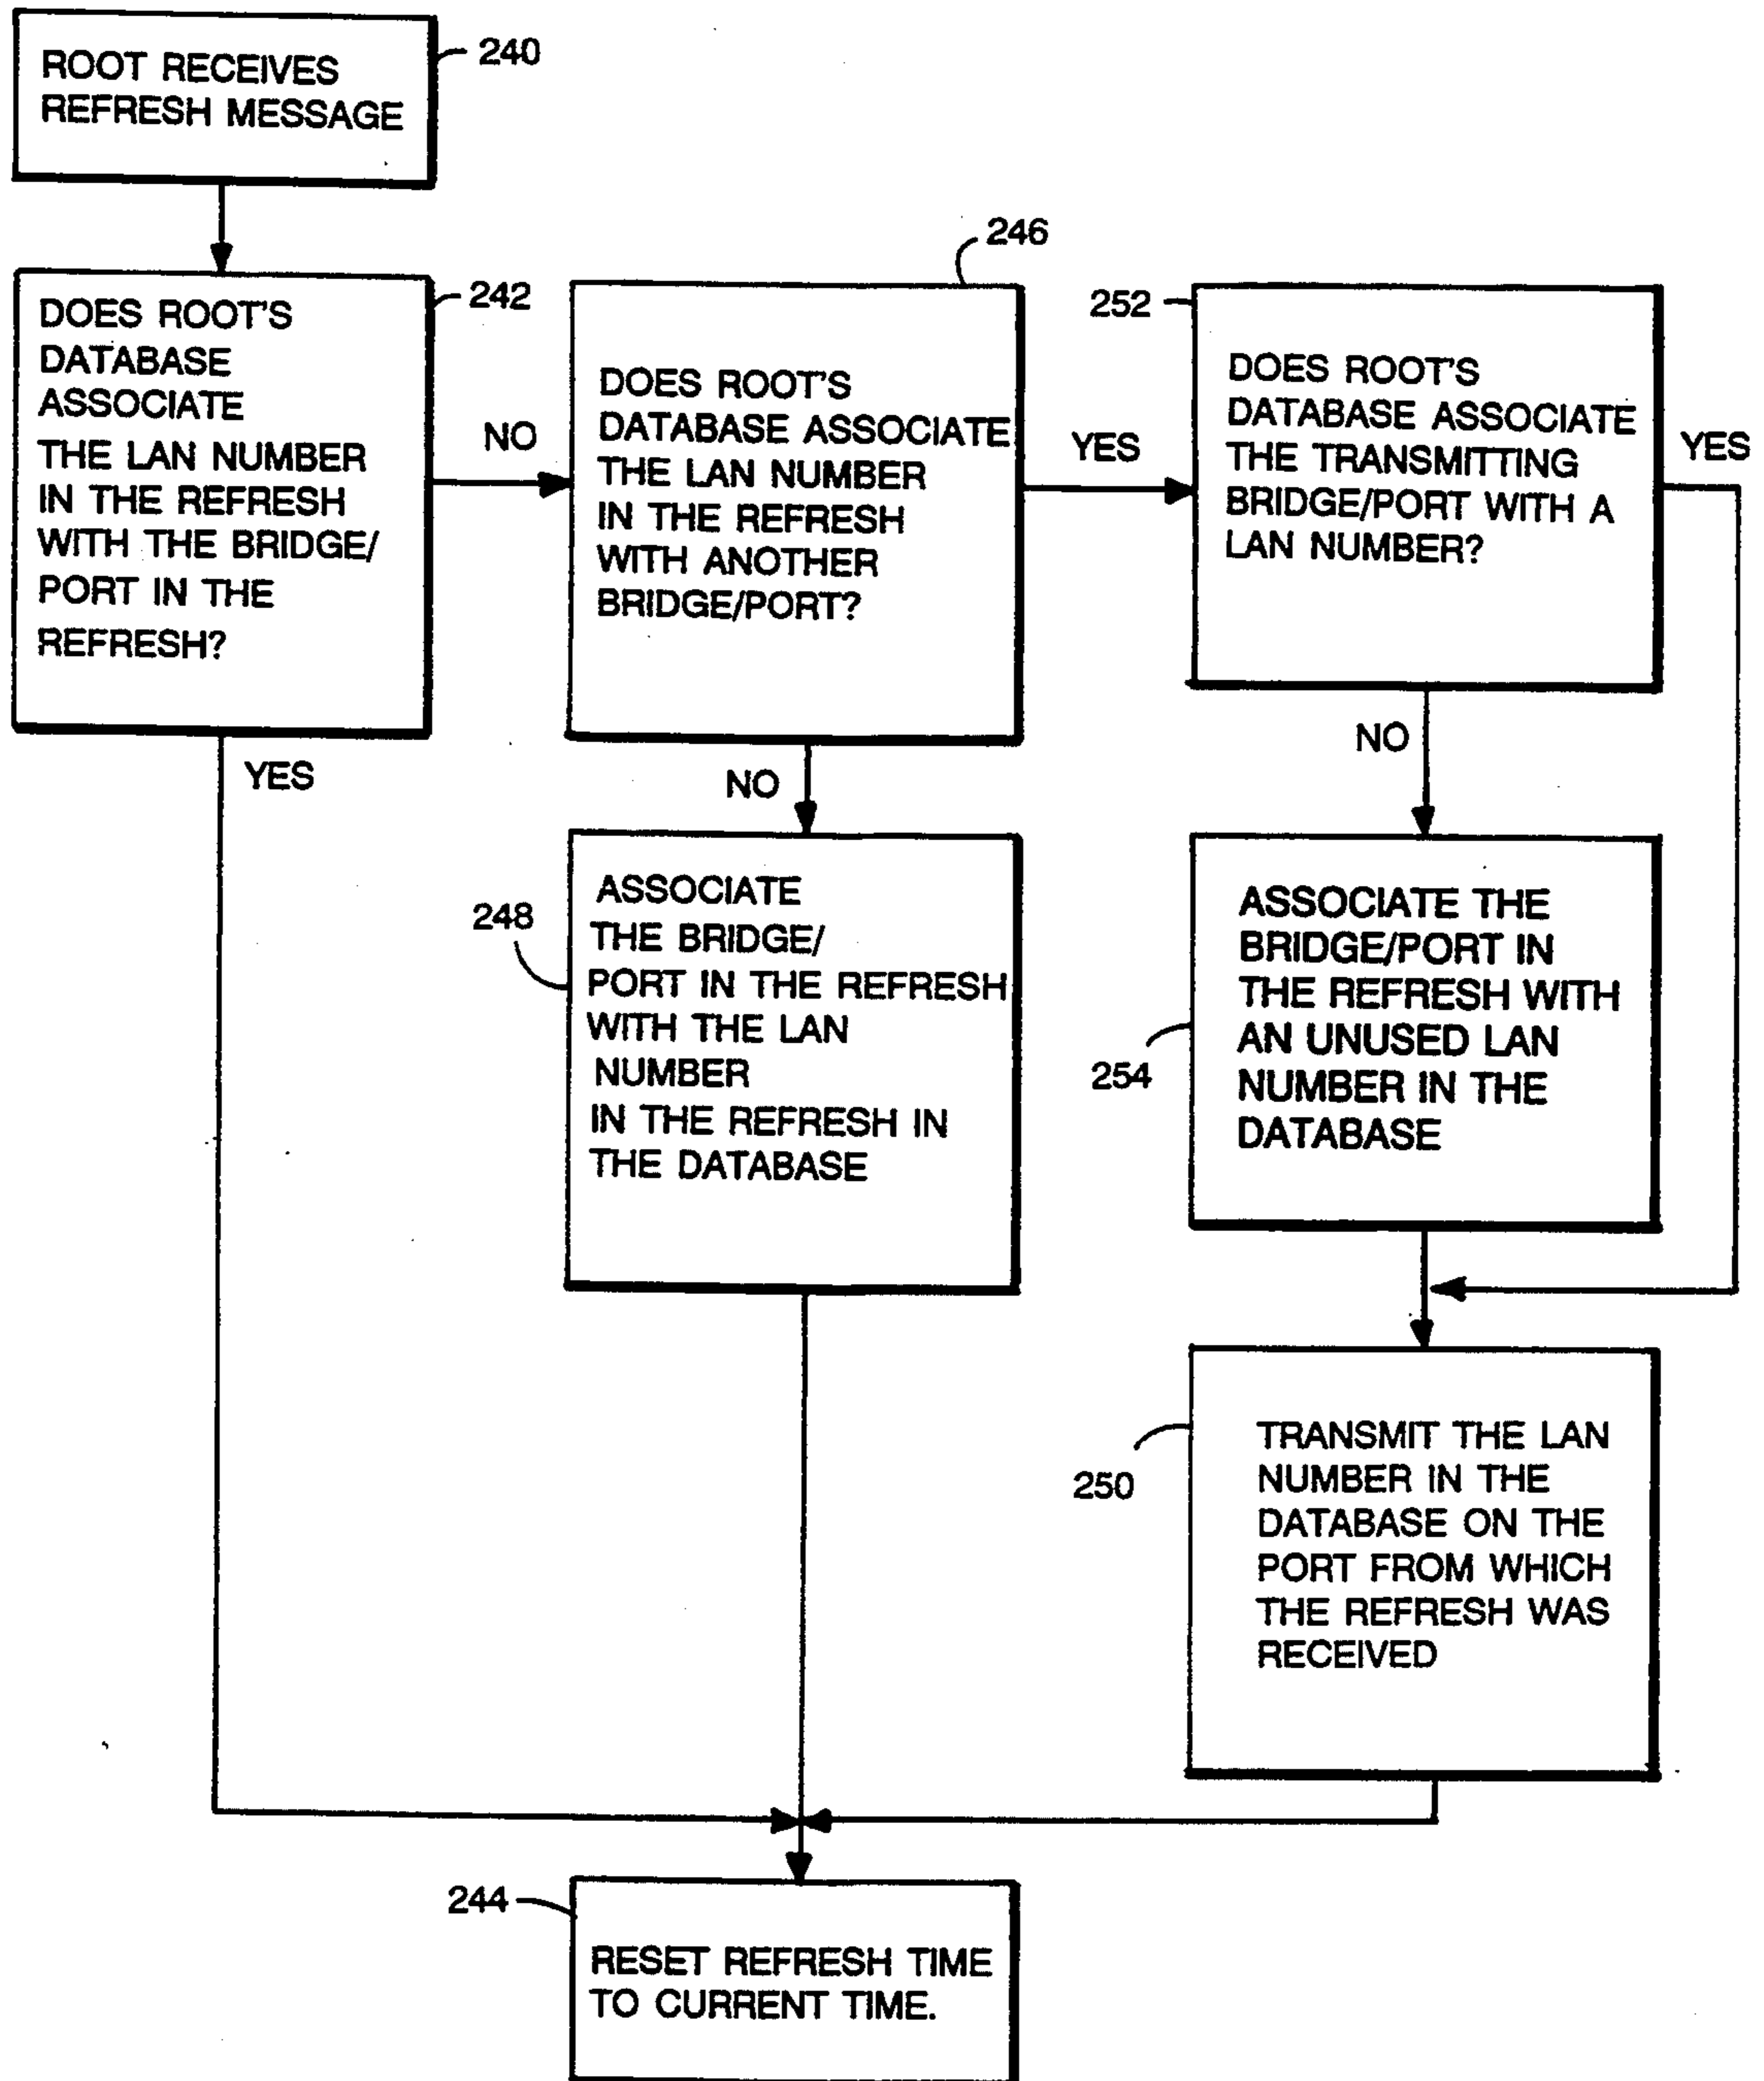 ROOT RECEIVES
REFRESH MESSAGE
240
DOES ROOT'S
DATABASE
ASSOCIATE
THE LAN NUMBER
IN THE REFRESH
WITH THE BRIDGE/
PORT IN THE
REFRESH?
242
NO
YES
246
DOES ROOT'S
DATABASE ASSOCIATE
THE LAN NUMBER
IN THE REFRESH
WITH ANOTHER
BRIDGE/PORT?
YES
NO
252
DOES ROOT'S
DATABASE ASSOCIATE
THE TRANSMITTING
BRIDGE/PORT WITH A
LAN NUMBER?
YES
NO
248
ASSOCIATE
THE BRIDGE/
PORT IN THE REFRESH
WITH THE LAN
NUMBER
IN THE REFRESH IN
THE DATABASE
254
ASSOCIATE THE
BRIDGE/PORT IN
THE REFRESH WITH
AN UNUSED LAN
NUMBER IN THE
DATABASE
250
TRANSMIT THE LAN
NUMBER IN THE
DATABASE ON THE
PORT FROM WHICH
THE REFRESH WAS
RECEIVED
244
RESET REFRESH TIME
TO CURRENT TIME.